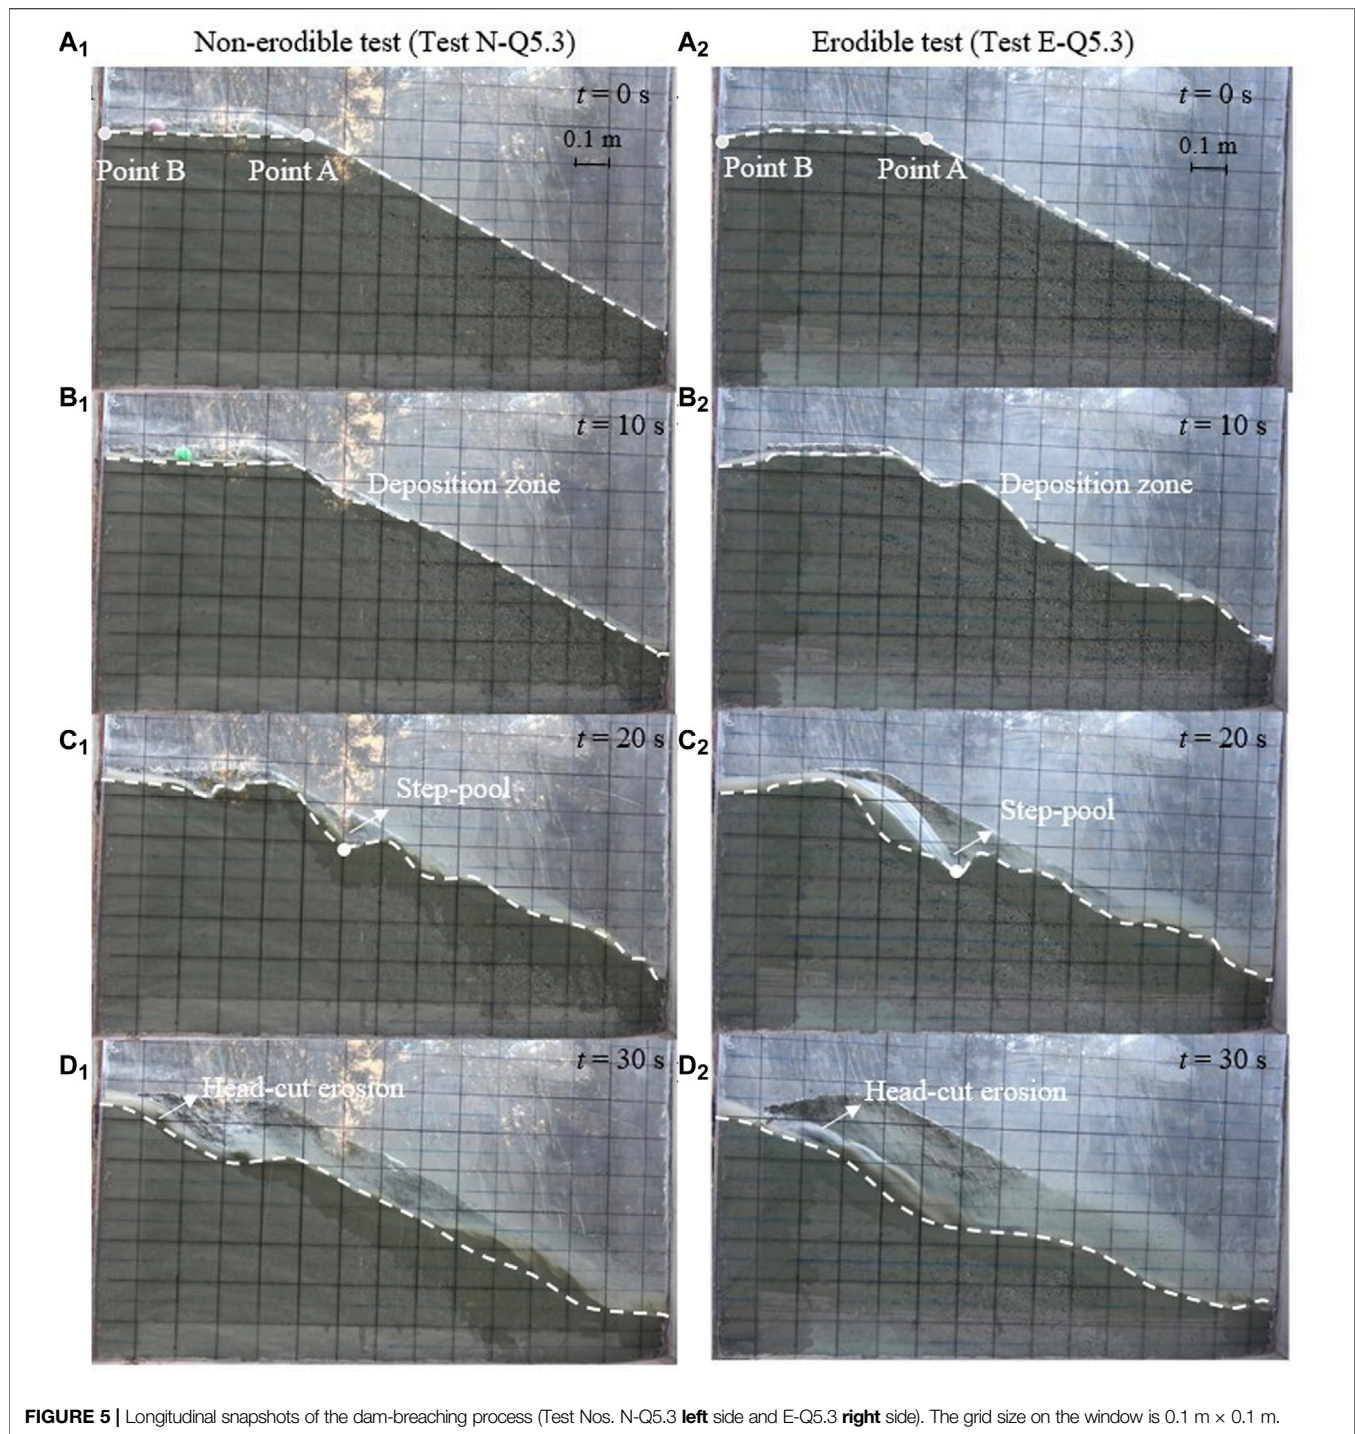 A1 Non-erodible test (Test N-Q5.3)
A2 Erodible test (Test E-Q5.3)
t = 0 s
0.1 m
Point B
Point A
t = 0 s
0.1 m
Point B
Point A
B1
t = 10 s
Deposition zone
B2
t = 10 s
Deposition zone
C1
t = 20 s
Step-pool
C2
t = 20 s
Step-pool
D1
t = 30 s
Head-cut erosion
D2
t = 30 s
Head-cut erosion
FIGURE 5 | Longitudinal snapshots of the dam-breaching process (Test Nos. N-Q5.3 left side and E-Q5.3 right side). The grid size on the window is 0.1 m × 0.1 m.